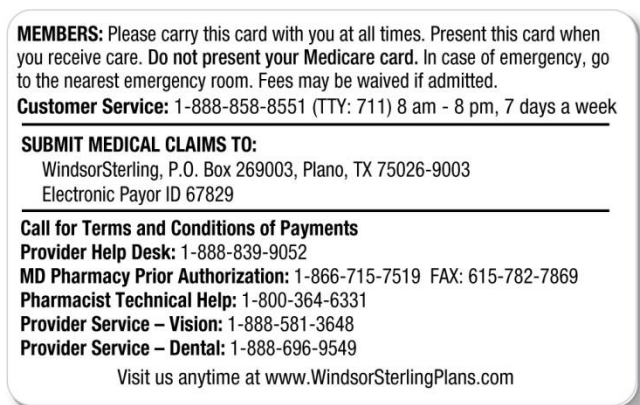 MEMBERS: Please carry this card with you at all times. Present this card when
you receive care. Do not present your Medicare card. In case of emergency, go
to the nearest emergency room. Fees may be waived if admitted.
Customer Service: 1-888-858-8551 (TTY: 711) 8 am - 8 pm, 7 days a week
SUBMIT MEDICAL CLAIMS TO:
WindsorSterling, P.O. Box 269003, Plano, TX 75026-9003
Electronic Payor ID 67829
Call for Terms and Conditions of Payments
Provider Help Desk: 1-888-839-9052
MD Pharmacy Prior Authorization: 1-866-715-7519 FAX: 615-782-7869
Pharmacist Technical Help: 1-800-364-6331
Provider Service – Vision: 1-888-581-3648
Provider Service – Dental: 1-888-696-9549
Visit us anytime at www.WindsorSterlingPlans.com